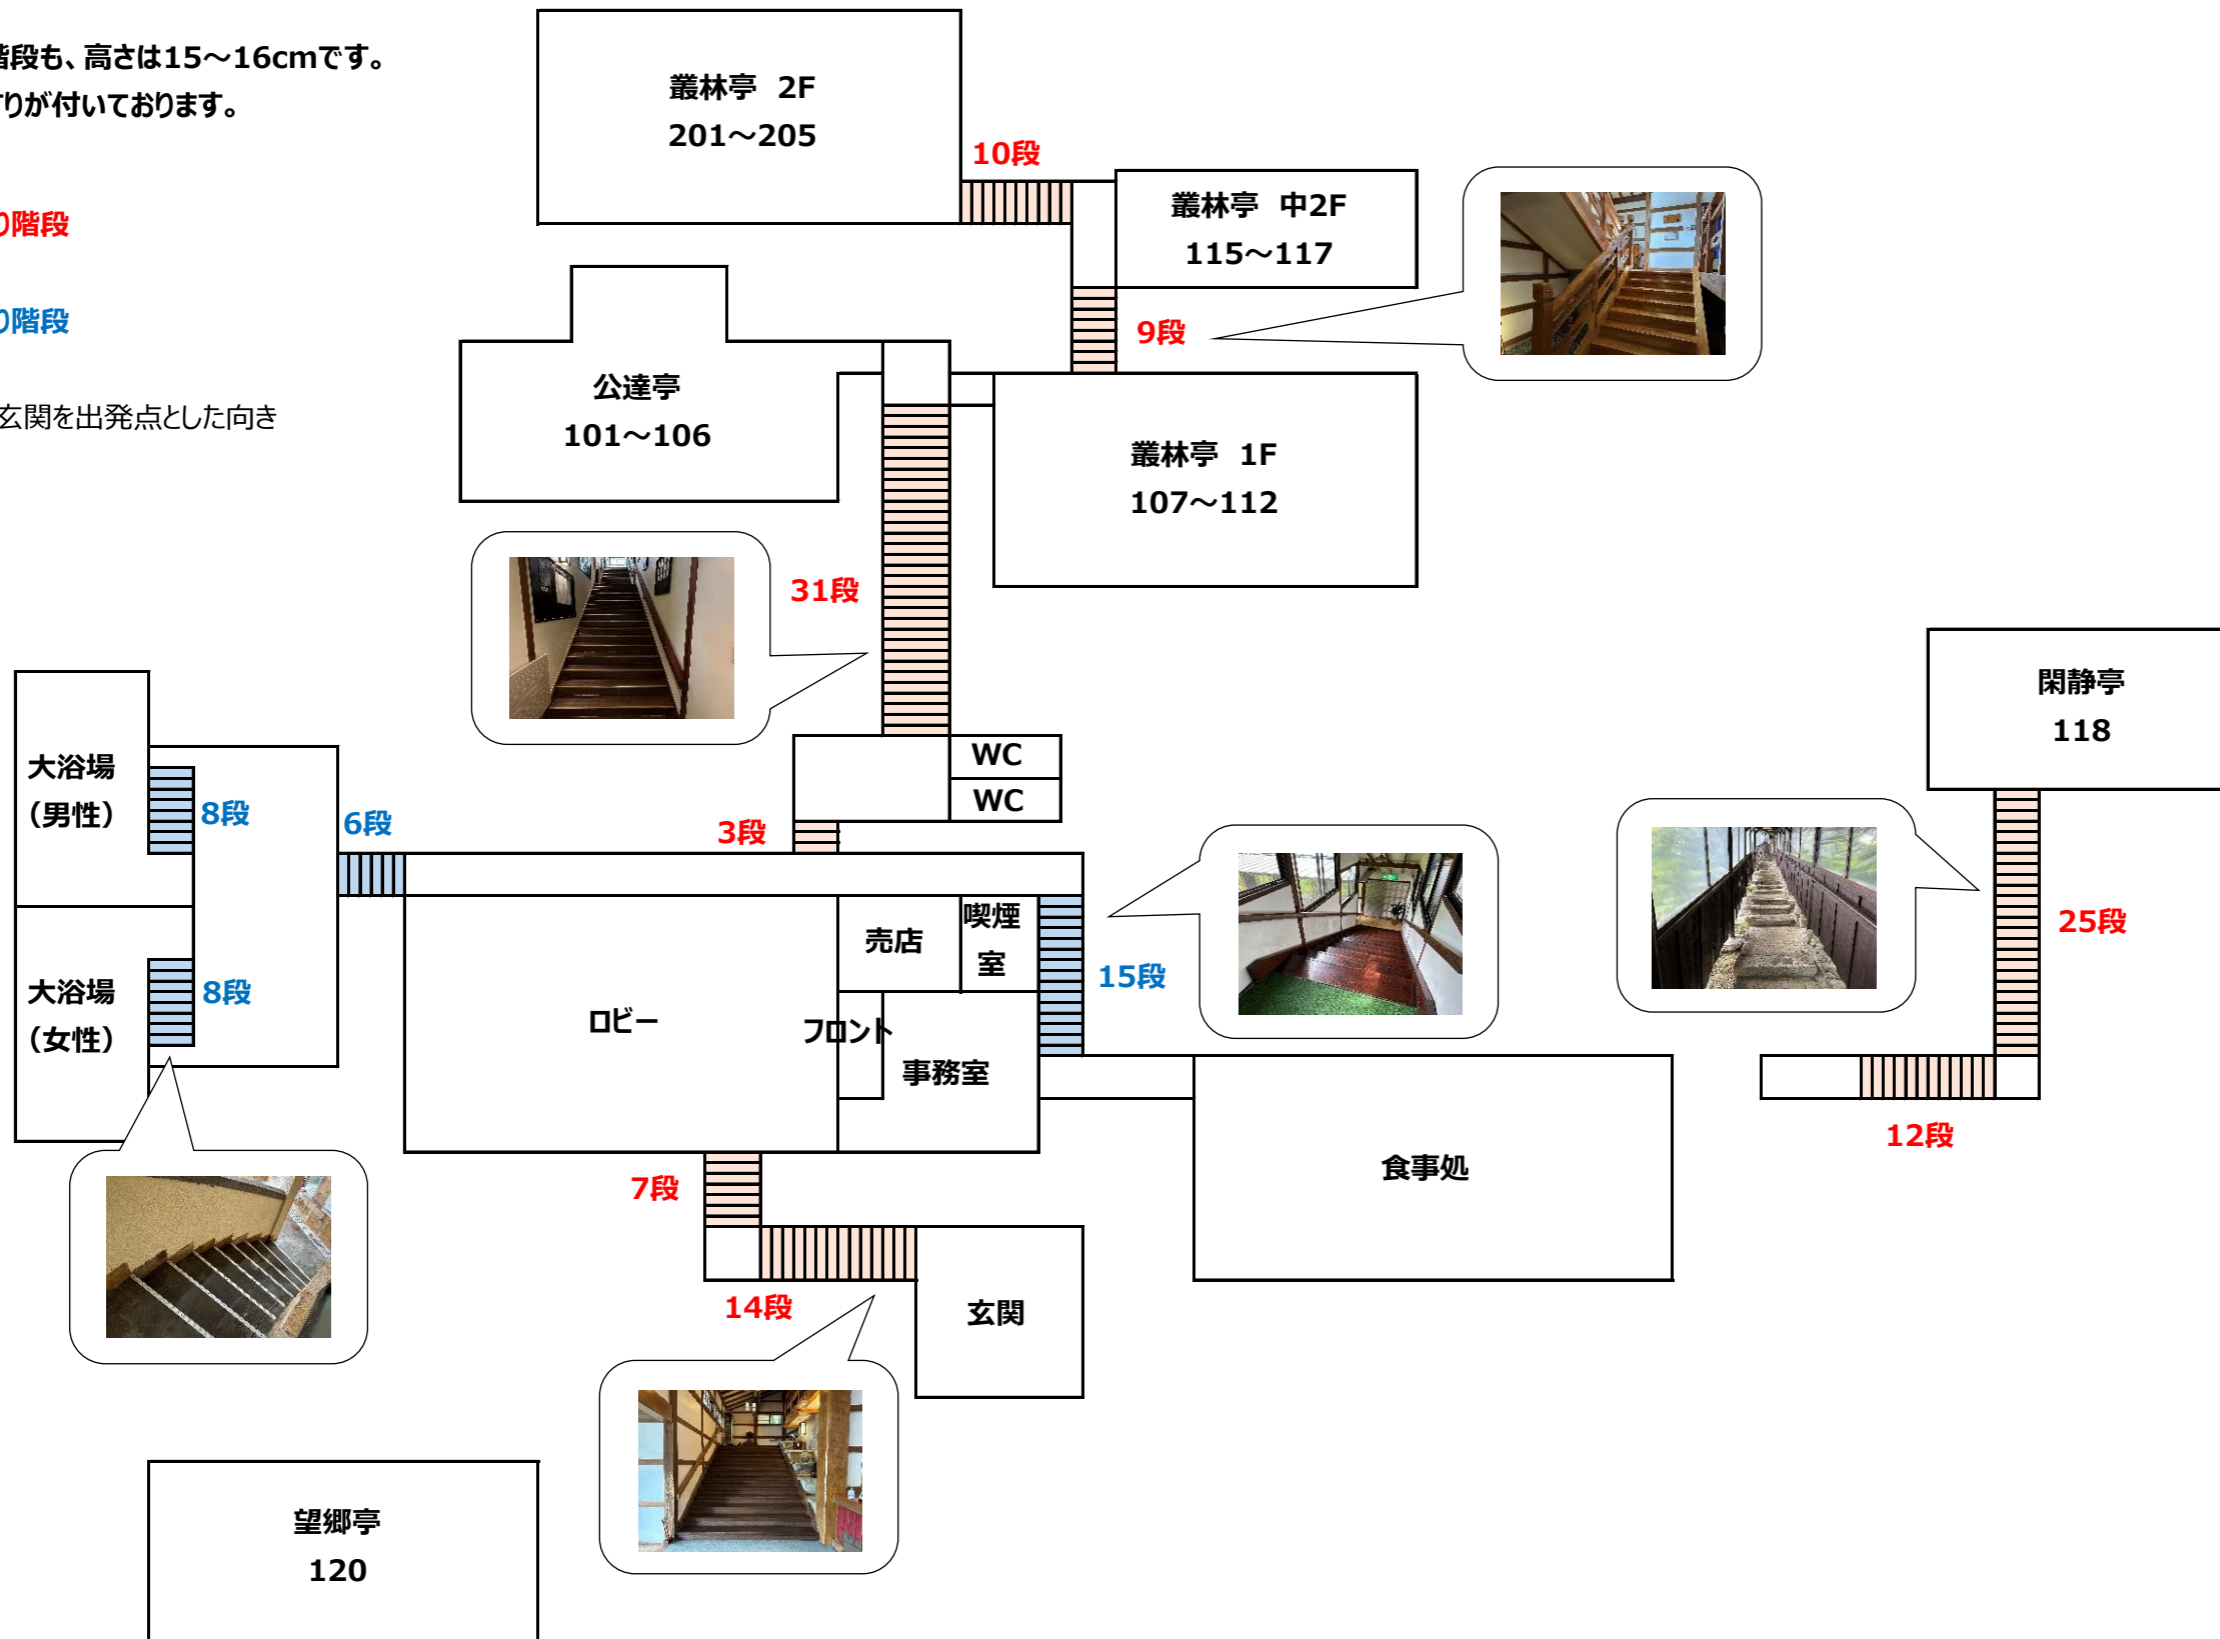 階段も、高さは15～16cmです。
すりが付いております。
り階段
り階段
玄関を出発点とした向き
叢林亭 2F
201～205
10段
叢林亭 中2F
115～117
9段
公達亭
101～106
叢林亭 1F
107～112
31段
閑静亭
118
大浴場
（男性）
8段
6段
3段
WC
WC
25段
大浴場
（女性）
8段
ロビー
売店
喫煙
室
フロント
事務室
15段
12段
食事処
7段
14段
玄関
望郷亭
120